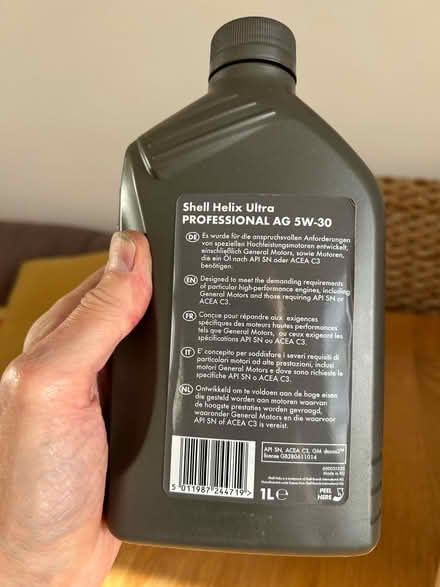 Shell Helix Ultra
PROFESSIONAL AG 5W-30
DE Es wurde für die anspruchsvollen Anforderungen
von speziellen Hochleistungsmotoren entwickelt,
einschließlich General Motors, sowie Motoren,
die ein Öl nach API SN oder ACEA C3
benötigen.
EN Designed to meet the demanding requirements
of particular high-performance engines, including
General Motors and those requiring API SN or
ACEA C3.
FR Conçue pour répondre aux exigences
spécifiques des moteurs hautes performances
tels que General Motors, ou ceux exigeant les
spécifications API SN ou ACEA C3.
IT E' concepito per soddisfare i severi requisiti di
particolari motori ad alte prestazioni, inclusi
motori General Motors e dove sono richieste le
specifiche API SN o ACEA C3.
NL Ontwikkeld om te voldoen aan de hoge eisen
die gesteld worden aan motoren waarvan
de hoogste prestaties worden gevraagd,
waaronder General Motors en die waarvoor
API SN of ACEA C3 is vereist.
API SN, ACEA C3, GM dexos2™
license GB2B0611014
Made in EU
5 011987 244719 >
1L e
PEEL
HERE